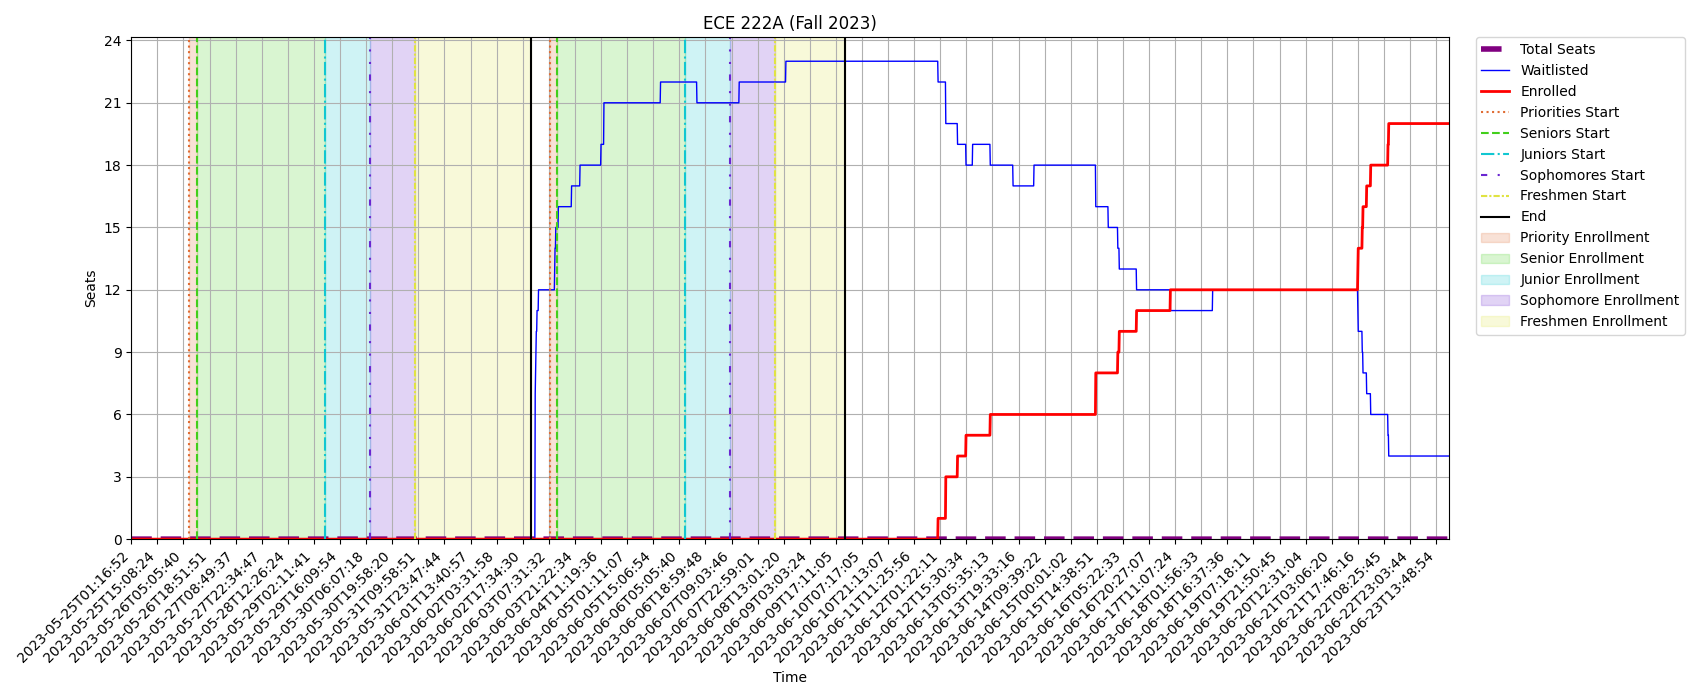 ECE 222A (Fall 2023)
Seats
24
21
18
15
12
9
6
3
0
2023-05-25T01:16:52
2023-05-25T15:08:24
2023-05-26T05:05:40
2023-05-26T18:51:51
2023-05-27T08:49:37
2023-05-27T22:34:47
2023-05-28T12:26:24
2023-05-29T02:11:41
2023-05-29T16:09:54
2023-05-30T06:07:18
2023-05-30T19:58:20
2023-05-31T09:58:51
2023-05-31T23:47:44
2023-06-01T13:40:57
2023-06-02T03:31:58
2023-06-02T17:34:30
2023-06-03T07:31:32
2023-06-03T21:22:34
2023-06-04T11:19:36
2023-06-05T01:11:07
2023-06-05T15:06:54
2023-06-06T05:05:40
2023-06-06T18:59:48
2023-06-07T09:03:46
2023-06-07T22:59:01
2023-06-08T13:01:20
2023-06-09T03:03:24
2023-06-09T17:11:05
2023-06-10T07:17:05
2023-06-10T21:13:07
2023-06-11T11:25:56
2023-06-12T01:22:11
2023-06-12T15:30:34
2023-06-13T05:35:13
2023-06-13T19:33:16
2023-06-14T09:39:22
2023-06-15T00:01:02
2023-06-15T14:38:51
2023-06-16T05:22:33
2023-06-16T20:27:07
2023-06-17T11:07:24
2023-06-18T01:56:33
2023-06-18T16:37:36
2023-06-19T07:18:11
2023-06-19T21:50:45
2023-06-20T12:31:04
2023-06-21T03:06:20
2023-06-21T17:46:16
2023-06-22T08:25:45
2023-06-22T23:03:44
2023-06-23T13:48:54
Time
Total Seats
Waitlisted
Enrolled
Priorities Start
Seniors Start
Juniors Start
Sophomores Start
Freshmen Start
End
Priority Enrollment
Senior Enrollment
Junior Enrollment
Sophomore Enrollment
Freshmen Enrollment